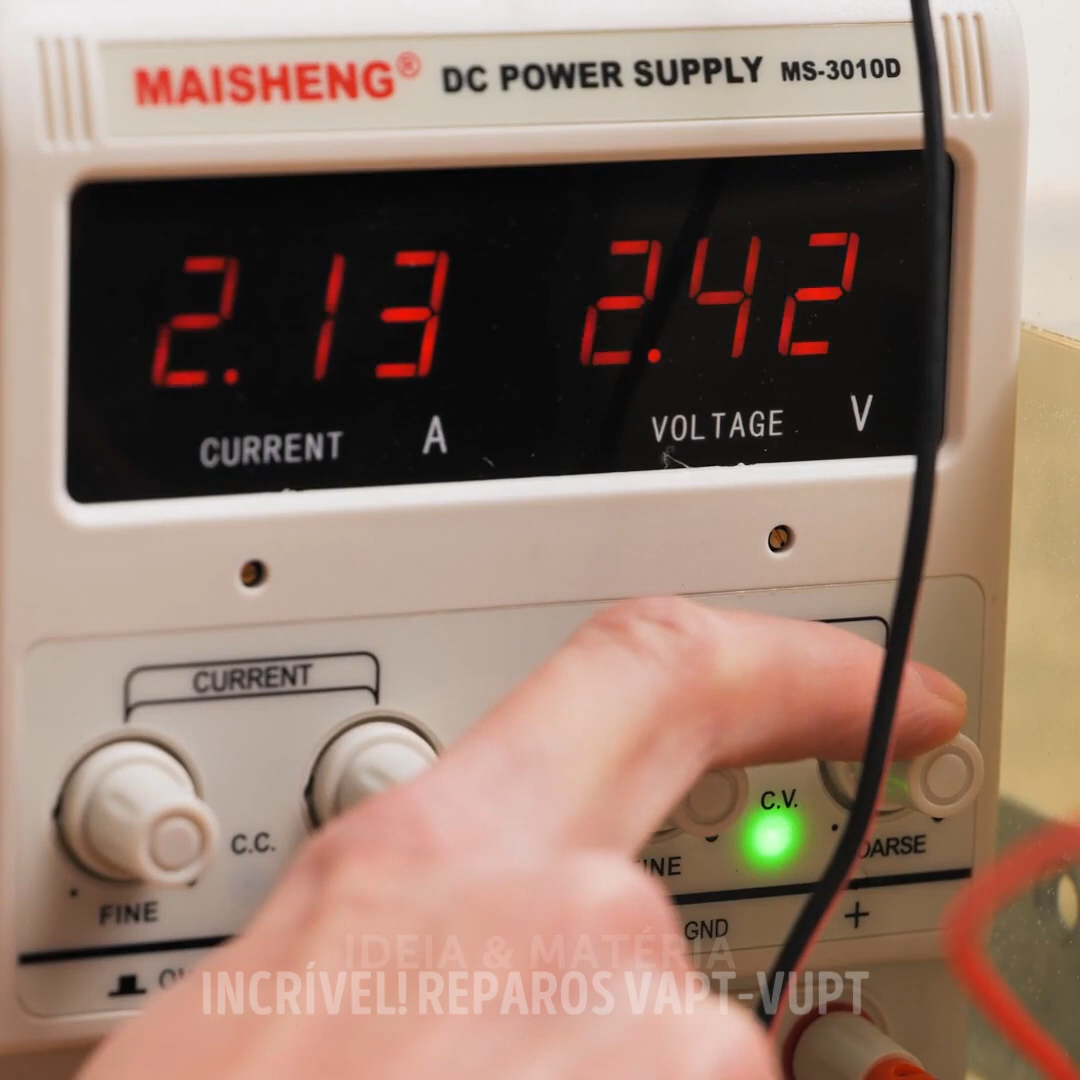 MAISHENG® DC POWER SUPPLY MS-3010D
2.13 2.42
CURRENT A VOLTAGE V
CURRENT
C.C. C.V.
FINE
GND +
IDEIA & MATÉRIA
INCRÍVEL! REPAROS VAPT-VUPT